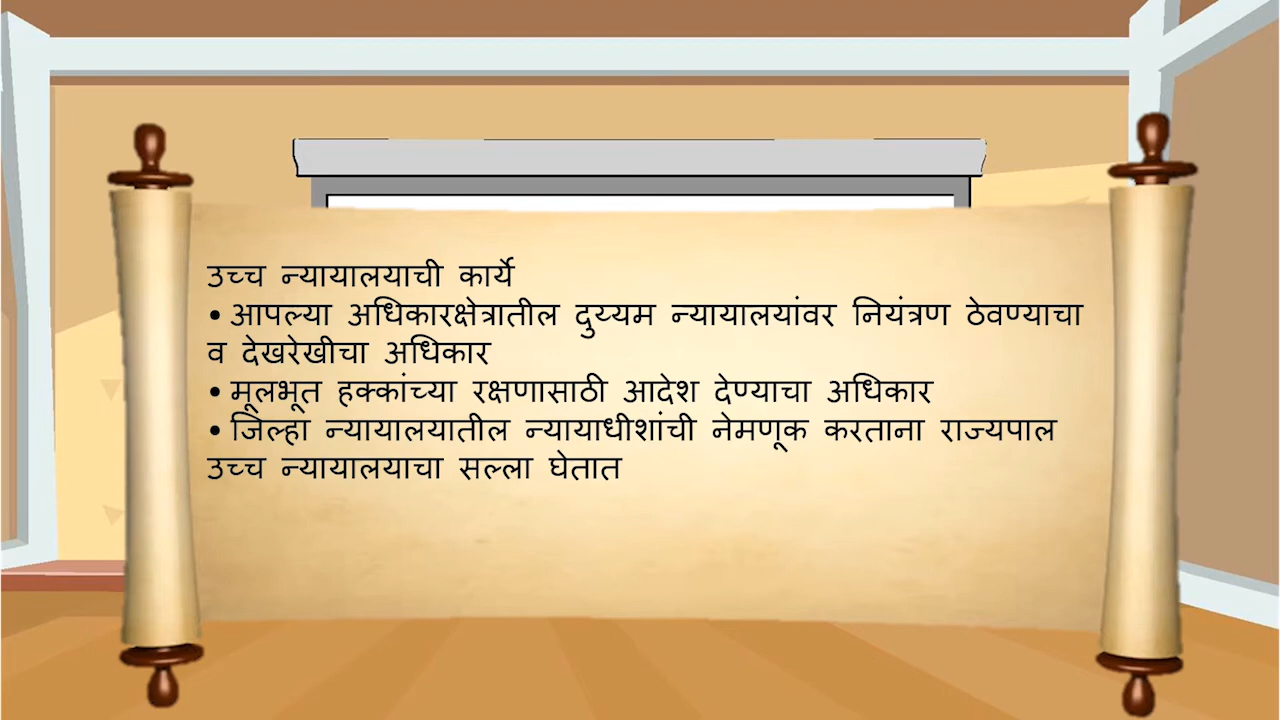 उच्च न्यायालयाची कार्ये
• आपल्या अधिकारक्षेत्रातील दुय्यम न्यायालयांवर नियंत्रण ठेवण्याचा
व देखरेखीचा अधिकार
• मूलभूत हक्कांच्या रक्षणासाठी आदेश देण्याचा अधिकार
• जिल्हा न्यायालयातील न्यायाधीशांची नेमणूक करताना राज्यपाल
उच्च न्यायालयाचा सल्ला घेतात